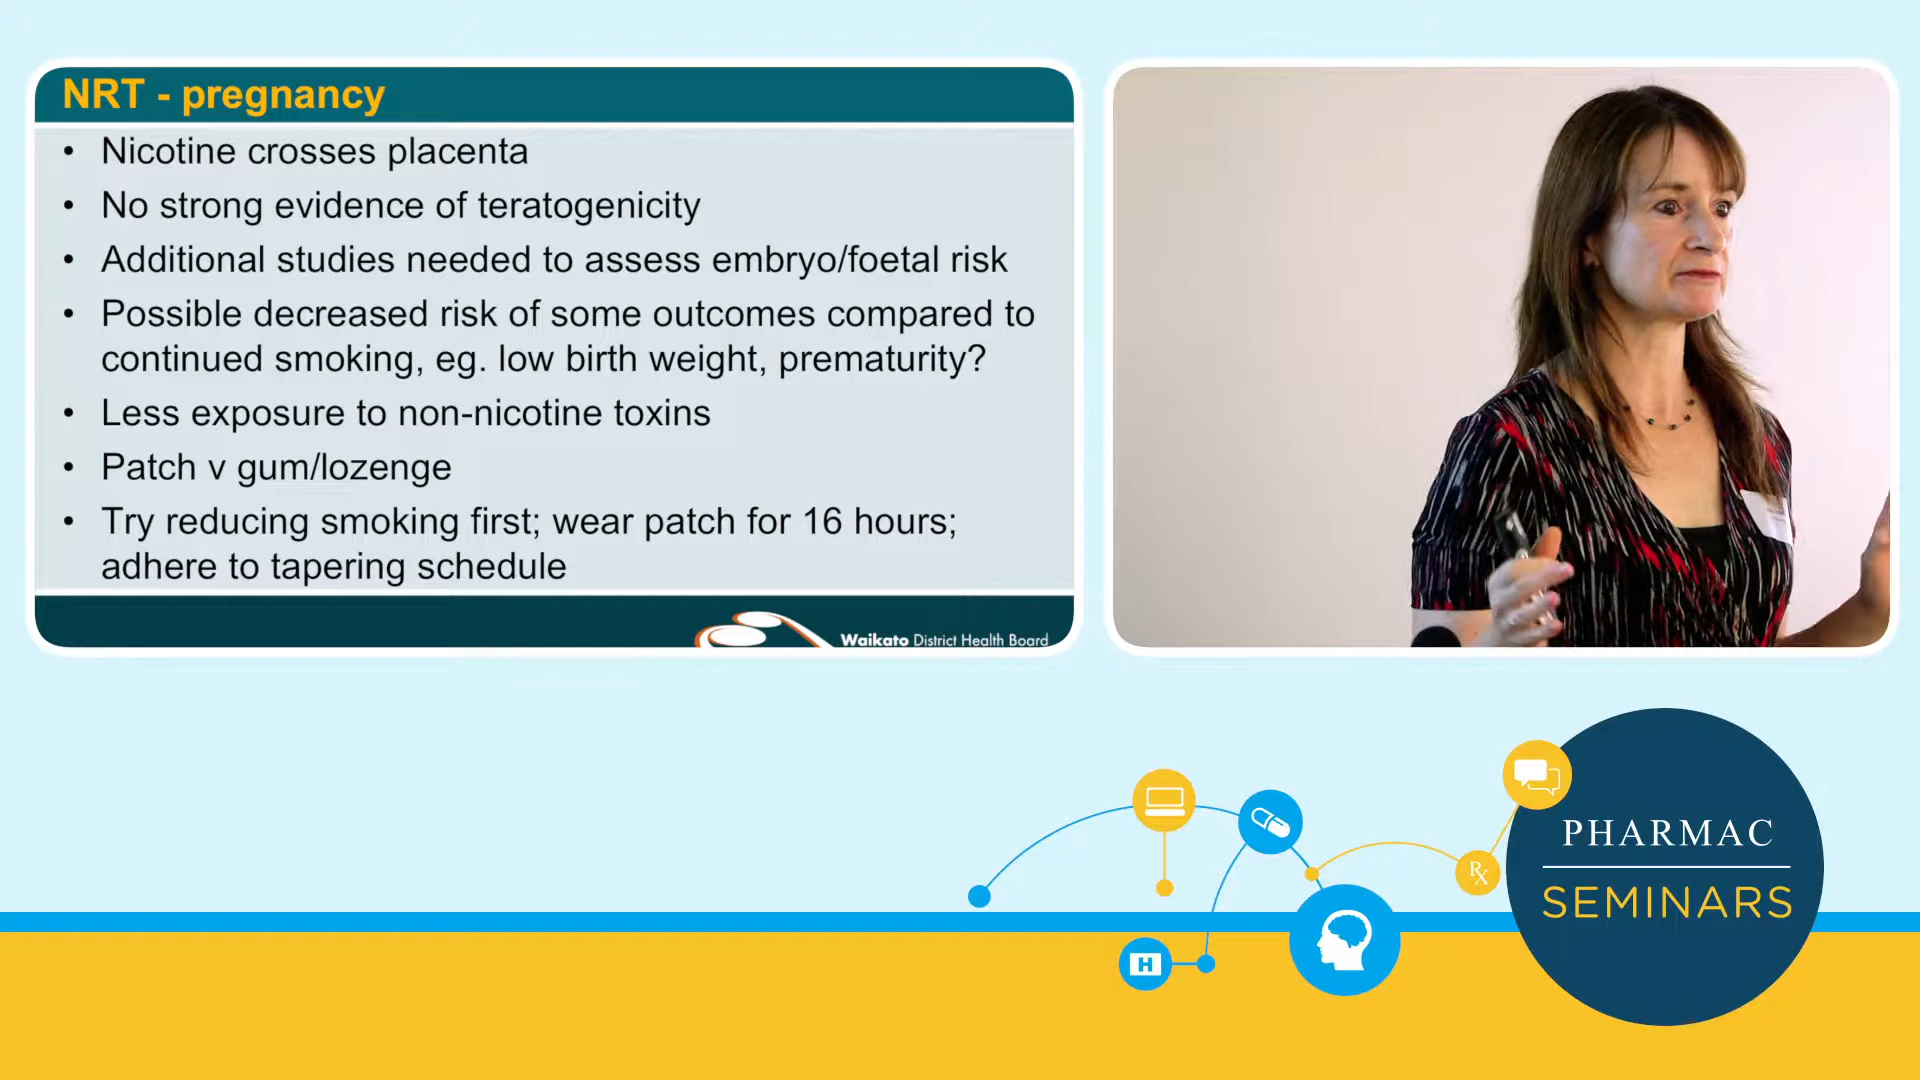 NRT - pregnancy
• Nicotine crosses placenta
• No strong evidence of teratogenicity
• Additional studies needed to assess embryo/foetal risk
• Possible decreased risk of some outcomes compared to
continued smoking, eg. low birth weight, prematurity?
• Less exposure to non-nicotine toxins
• Patch v gum/lozenge
• Try reducing smoking first; wear patch for 16 hours;
adhere to tapering schedule
Waikato District Health Board
H
RX
PHARMAC
SEMINARS